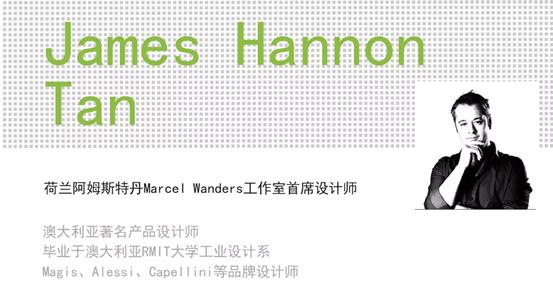 James Hannon
Tan
荷兰阿姆斯特丹Marcel Wanders工作室首席设计师
澳大利亚著名产品设计师
毕业于澳大利亚RMIT大学工业设计系
Magis、Alessi、Capellini等品牌设计师